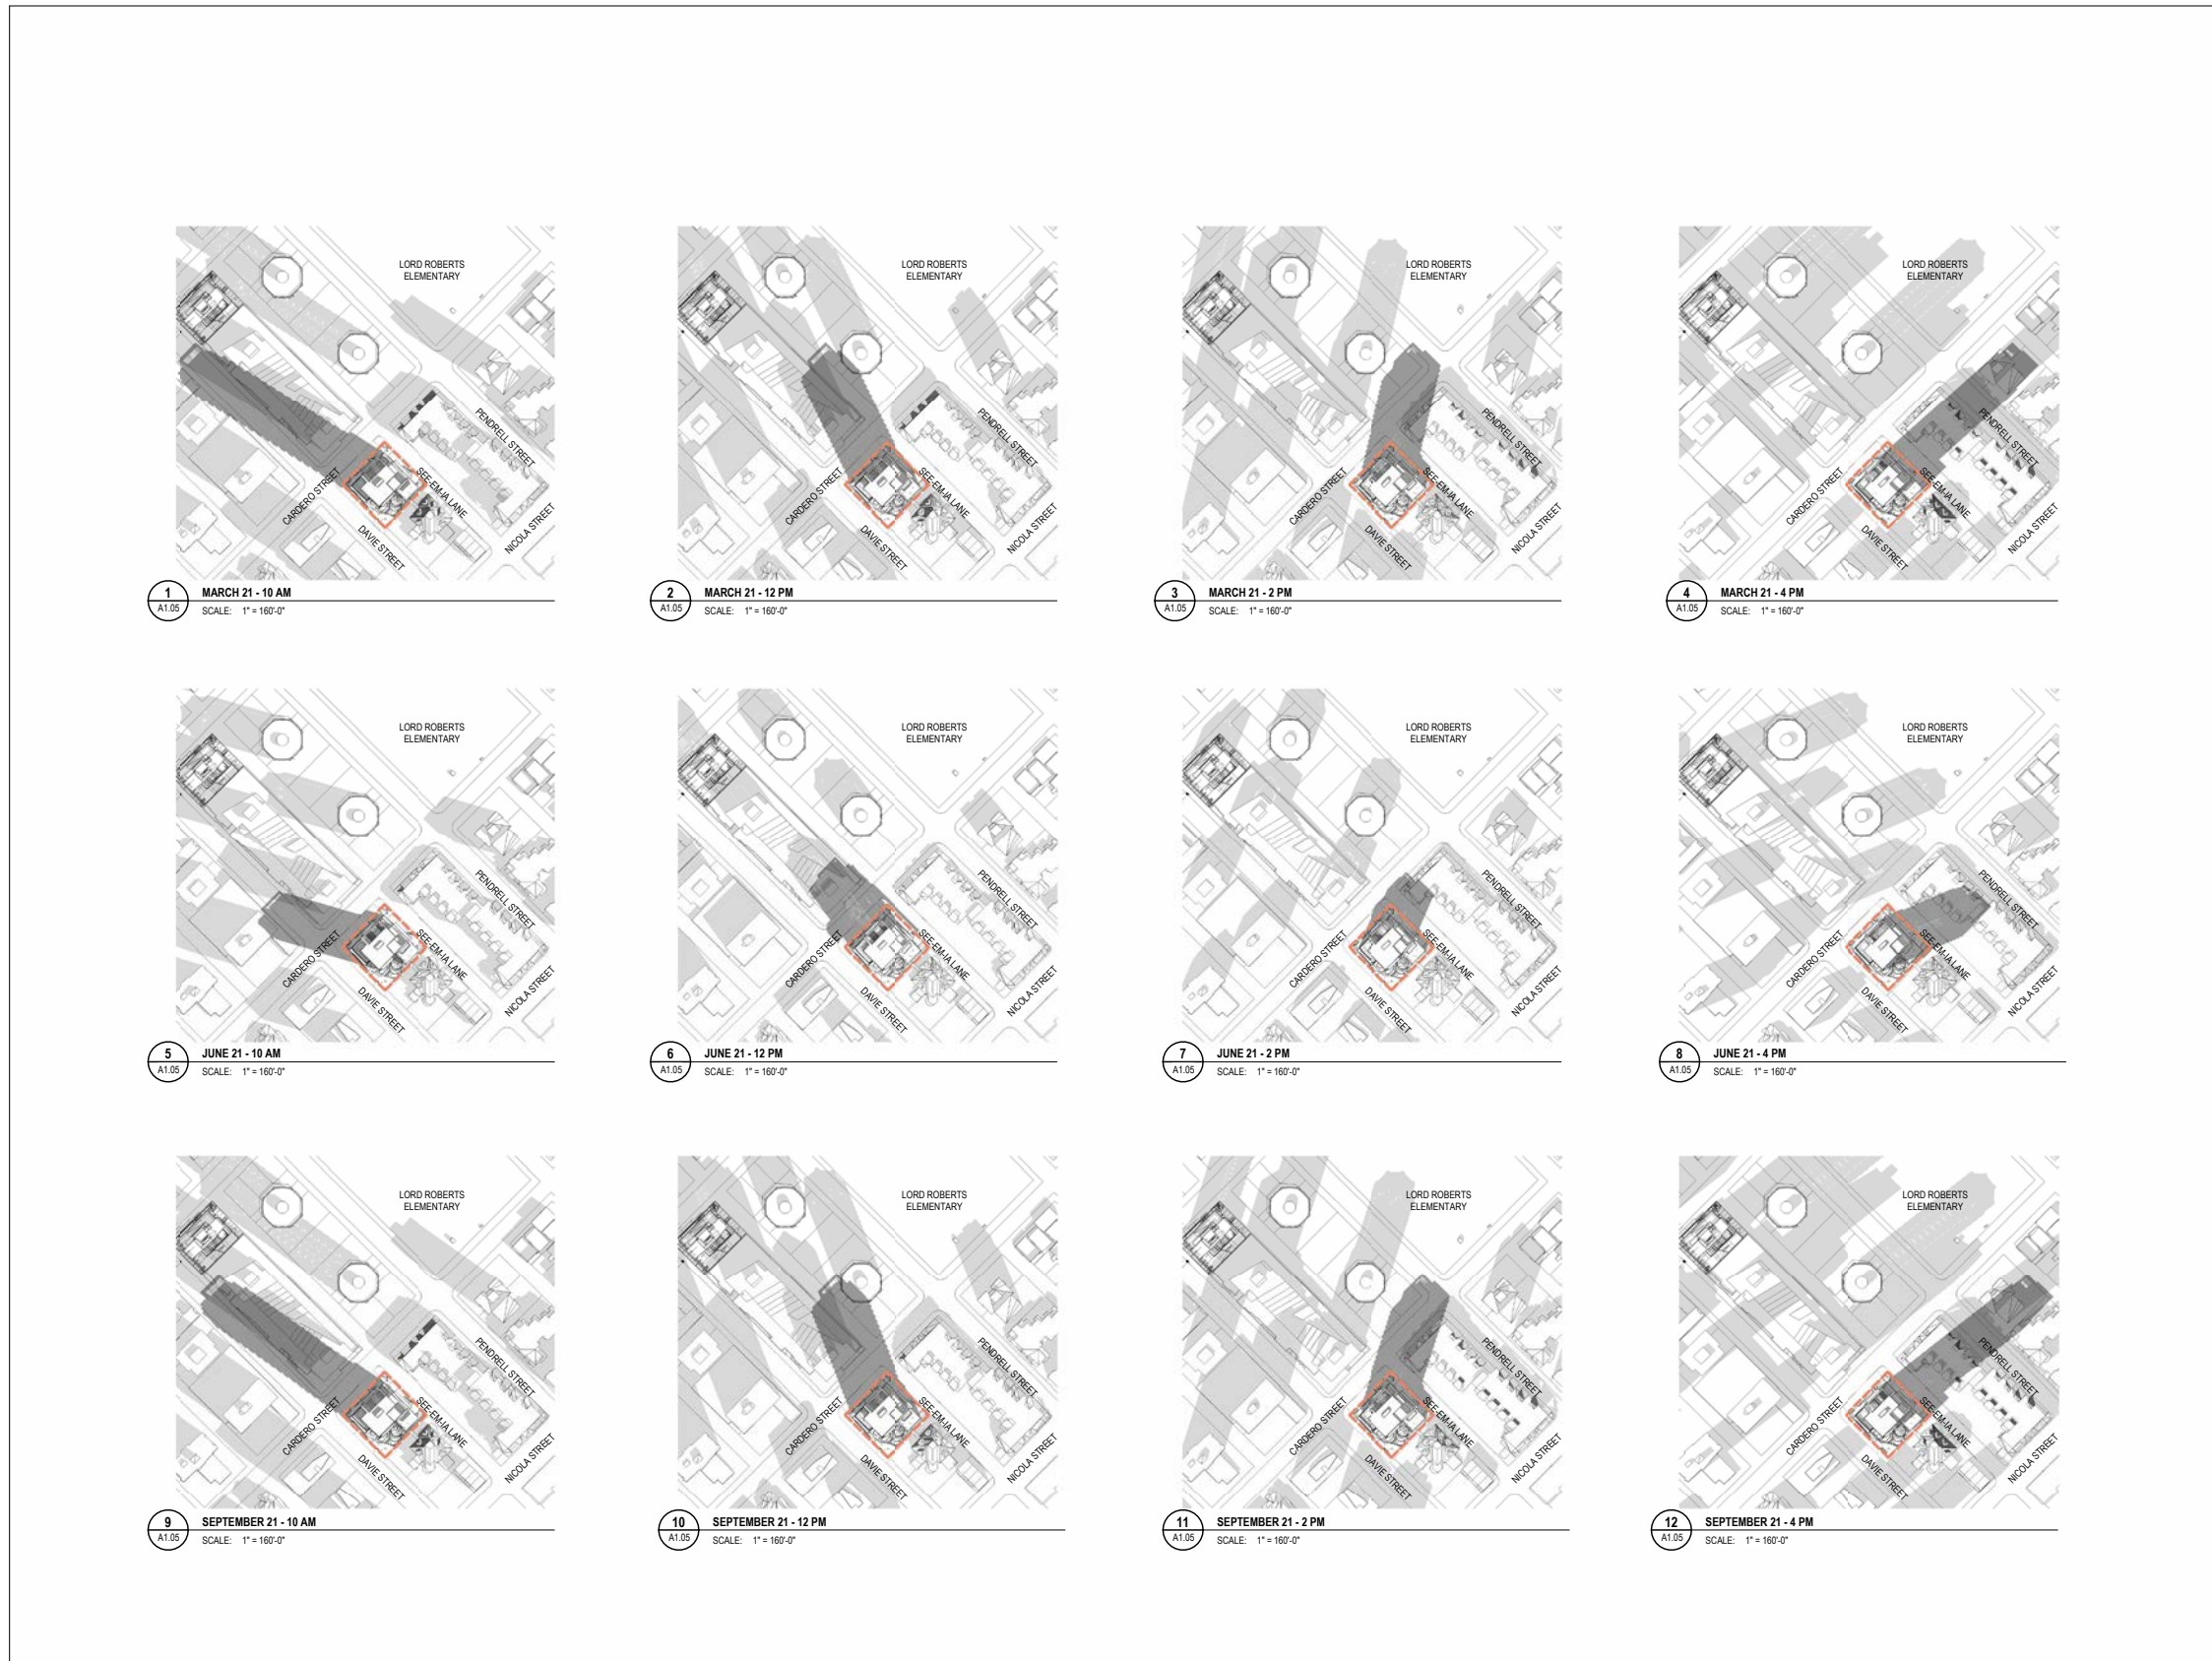 LORD ROBERTS
ELEMENTARY
PENDRELL STREET
SEE-EM-IA LANE
CARDERO STREET
NICOLA STREET
DAVIE STREET
1
A1.05
MARCH 21 - 10 AM
SCALE: 1" = 160'-0"
LORD ROBERTS
ELEMENTARY
PENDRELL STREET
SEE-EM-IA LANE
CARDERO STREET
NICOLA STREET
DAVIE STREET
2
A1.05
MARCH 21 - 12 PM
SCALE: 1" = 160'-0"
LORD ROBERTS
ELEMENTARY
PENDRELL STREET
SEE-EM-IA LANE
CARDERO STREET
NICOLA STREET
DAVIE STREET
3
A1.05
MARCH 21 - 2 PM
SCALE: 1" = 160'-0"
LORD ROBERTS
ELEMENTARY
PENDRELL STREET
SEE-EM-IA LANE
CARDERO STREET
NICOLA STREET
DAVIE STREET
4
A1.05
MARCH 21 - 4 PM
SCALE: 1" = 160'-0"
LORD ROBERTS
ELEMENTARY
PENDRELL STREET
SEE-EM-IA LANE
CARDERO STREET
NICOLA STREET
DAVIE STREET
5
A1.05
JUNE 21 - 10 AM
SCALE: 1" = 160'-0"
LORD ROBERTS
ELEMENTARY
PENDRELL STREET
SEE-EM-IA LANE
CARDERO STREET
NICOLA STREET
DAVIE STREET
6
A1.05
JUNE 21 - 12 PM
SCALE: 1" = 160'-0"
LORD ROBERTS
ELEMENTARY
PENDRELL STREET
SEE-EM-IA LANE
CARDERO STREET
NICOLA STREET
DAVIE STREET
7
A1.05
JUNE 21 - 2 PM
SCALE: 1" = 160'-0"
LORD ROBERTS
ELEMENTARY
PENDRELL STREET
SEE-EM-IA LANE
CARDERO STREET
NICOLA STREET
DAVIE STREET
8
A1.05
JUNE 21 - 4 PM
SCALE: 1" = 160'-0"
LORD ROBERTS
ELEMENTARY
PENDRELL STREET
SEE-EM-IA LANE
CARDERO STREET
NICOLA STREET
DAVIE STREET
9
A1.05
SEPTEMBER 21 - 10 AM
SCALE: 1" = 160'-0"
LORD ROBERTS
ELEMENTARY
PENDRELL STREET
SEE-EM-IA LANE
CARDERO STREET
NICOLA STREET
DAVIE STREET
10
A1.05
SEPTEMBER 21 - 12 PM
SCALE: 1" = 160'-0"
LORD ROBERTS
ELEMENTARY
PENDRELL STREET
SEE-EM-IA LANE
CARDERO STREET
NICOLA STREET
DAVIE STREET
11
A1.05
SEPTEMBER 21 - 2 PM
SCALE: 1" = 160'-0"
LORD ROBERTS
ELEMENTARY
PENDRELL STREET
SEE-EM-IA LANE
CARDERO STREET
NICOLA STREET
DAVIE STREET
12
A1.05
SEPTEMBER 21 - 4 PM
SCALE: 1" = 160'-0"